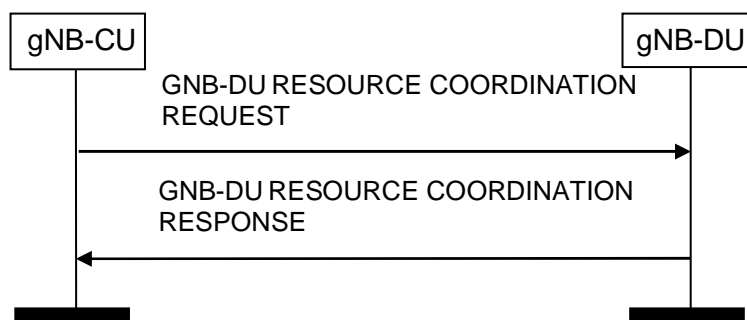 gNB-CU
gNB-DU
GNB-DU RESOURCE COORDINATION
REQUEST
GNB-DU RESOURCE COORDINATION
RESPONSE